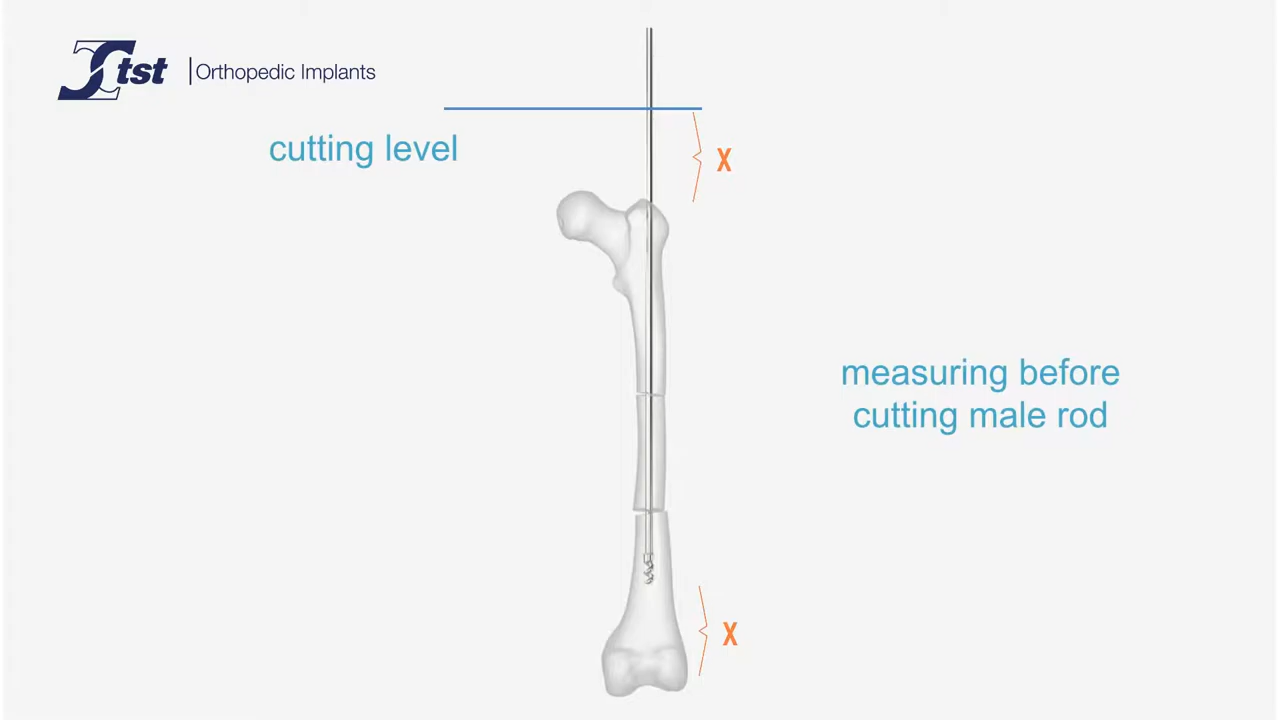 tst | Orthopedic Implants
cutting level
X
measuring before
cutting male rod
X